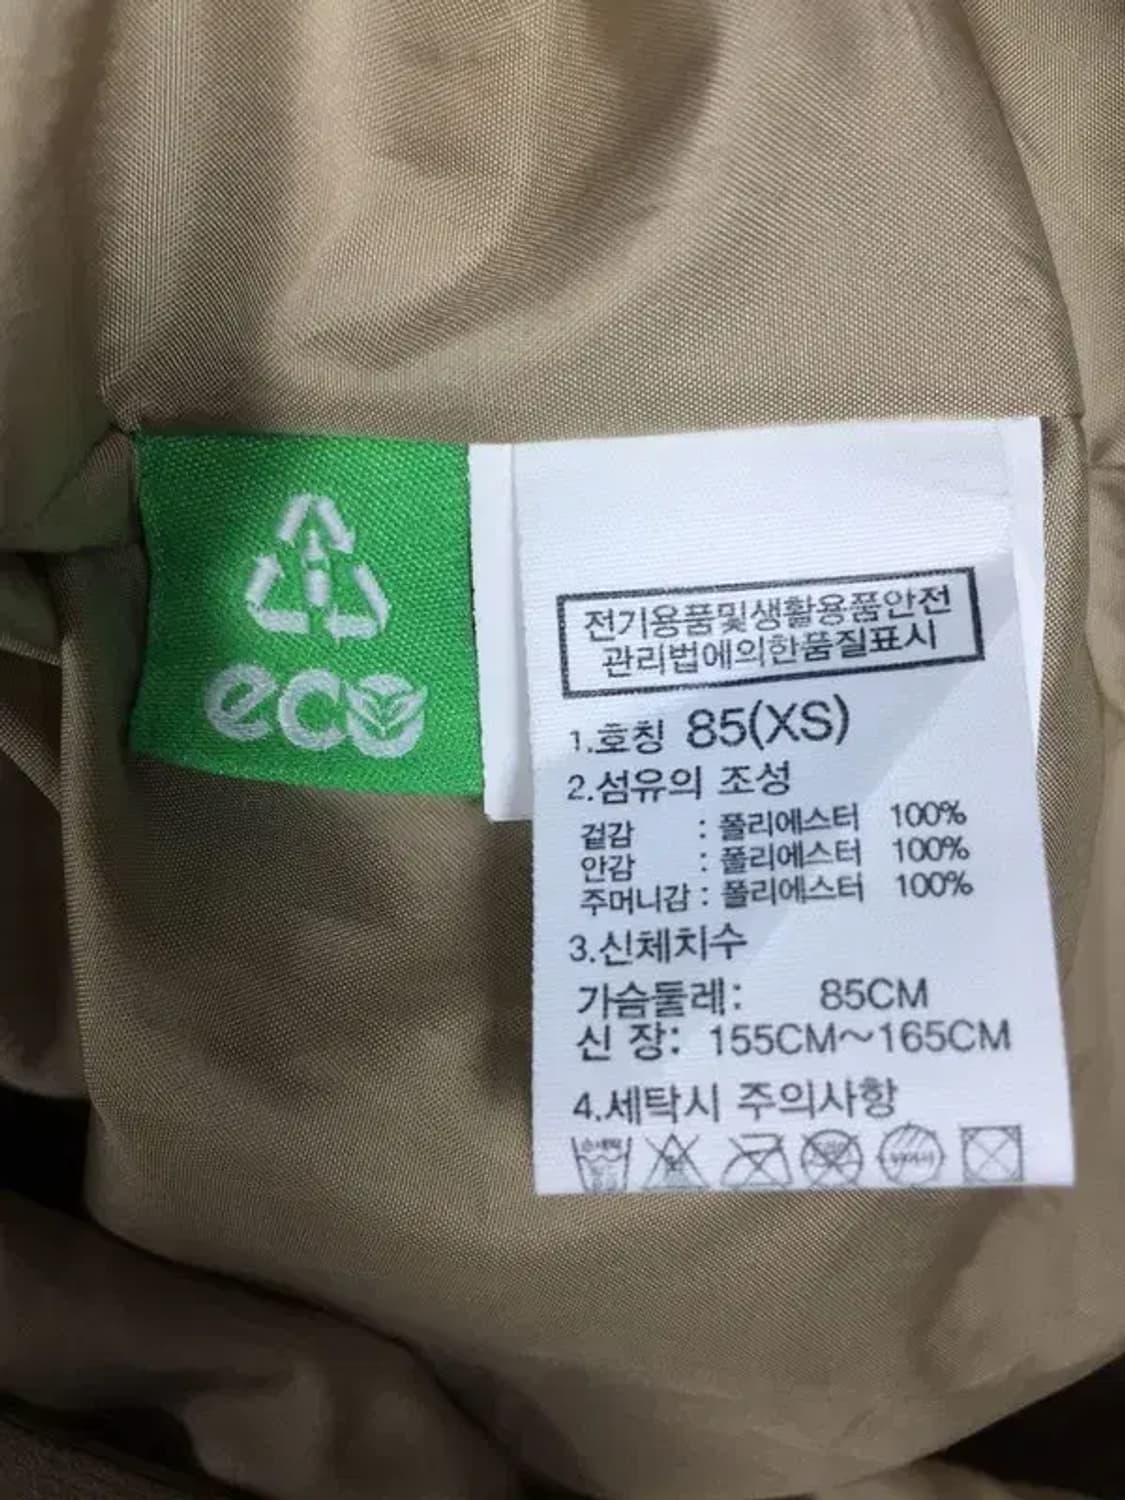 eco
전기용품및생활용품안전
관리법에의한품질표시
1.호칭 85(XS)
2.섬유의 조성
겉감 : 폴리에스터 100%
안감 : 폴리에스터 100%
주머니감 : 폴리에스터 100%
3.신체치수
가슴둘레: 85CM
신 장: 155CM~165CM
4.세탁시 주의사항
손세탁